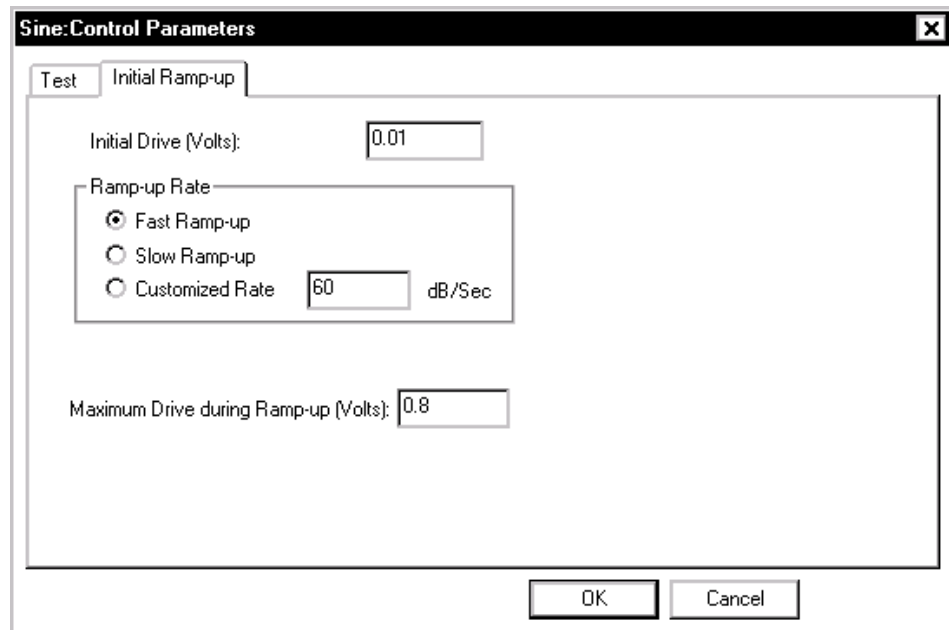 Sine:Control Parameters
Test
Initial Ramp-up
Initial Drive (Volts): 0.01
Ramp-up Rate
Fast Ramp-up
Slow Ramp-up
Customized Rate 60 dB/Sec
Maximum Drive during Ramp-up (Volts): 0.8
OK Cancel